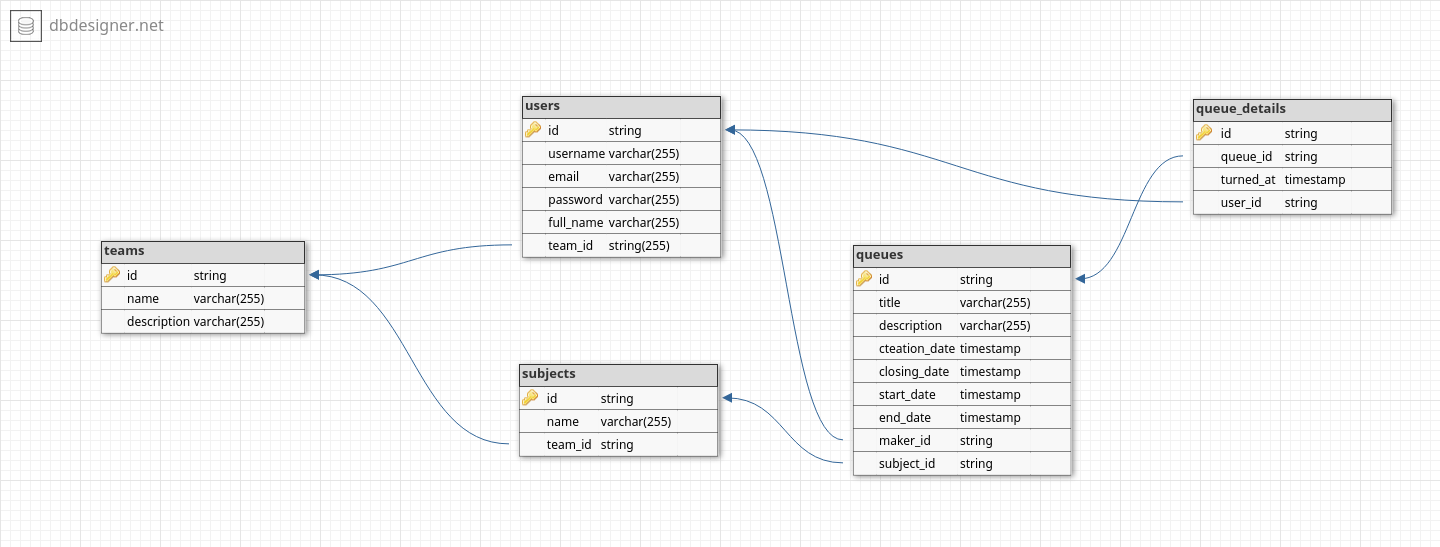 dbdesigner.net
users
id string
username varchar(255)
email varchar(255)
password varchar(255)
full_name varchar(255)
team_id string(255)
queue_details
id string
queue_id string
turned_at timestamp
user_id string
teams
id string
name varchar(255)
description varchar(255)
queues
id string
title varchar(255)
description varchar(255)
cteation_date timestamp
closing_date timestamp
start_date timestamp
end_date timestamp
maker_id string
subject_id string
subjects
id string
name varchar(255)
team_id string